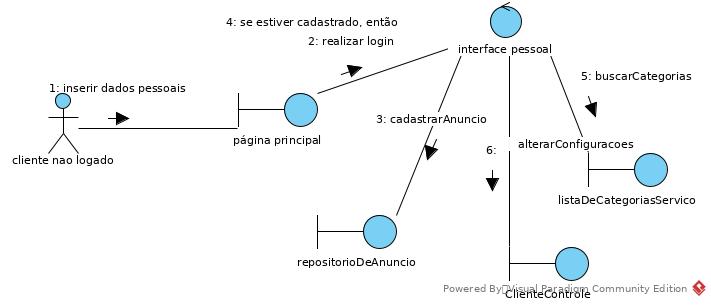 4: se estiver cadastrado, então
2: realizar login
interface pessoal
1: inserir dados pessoais
5: buscarCategorias
página principal
3: cadastrarAnuncio
cliente nao logado
6:
alterarConfiguracoes
listaDeCategoriasServico
repositorioDeAnuncio
Powered By Visual Paradigm Community Edition
ClienteControle